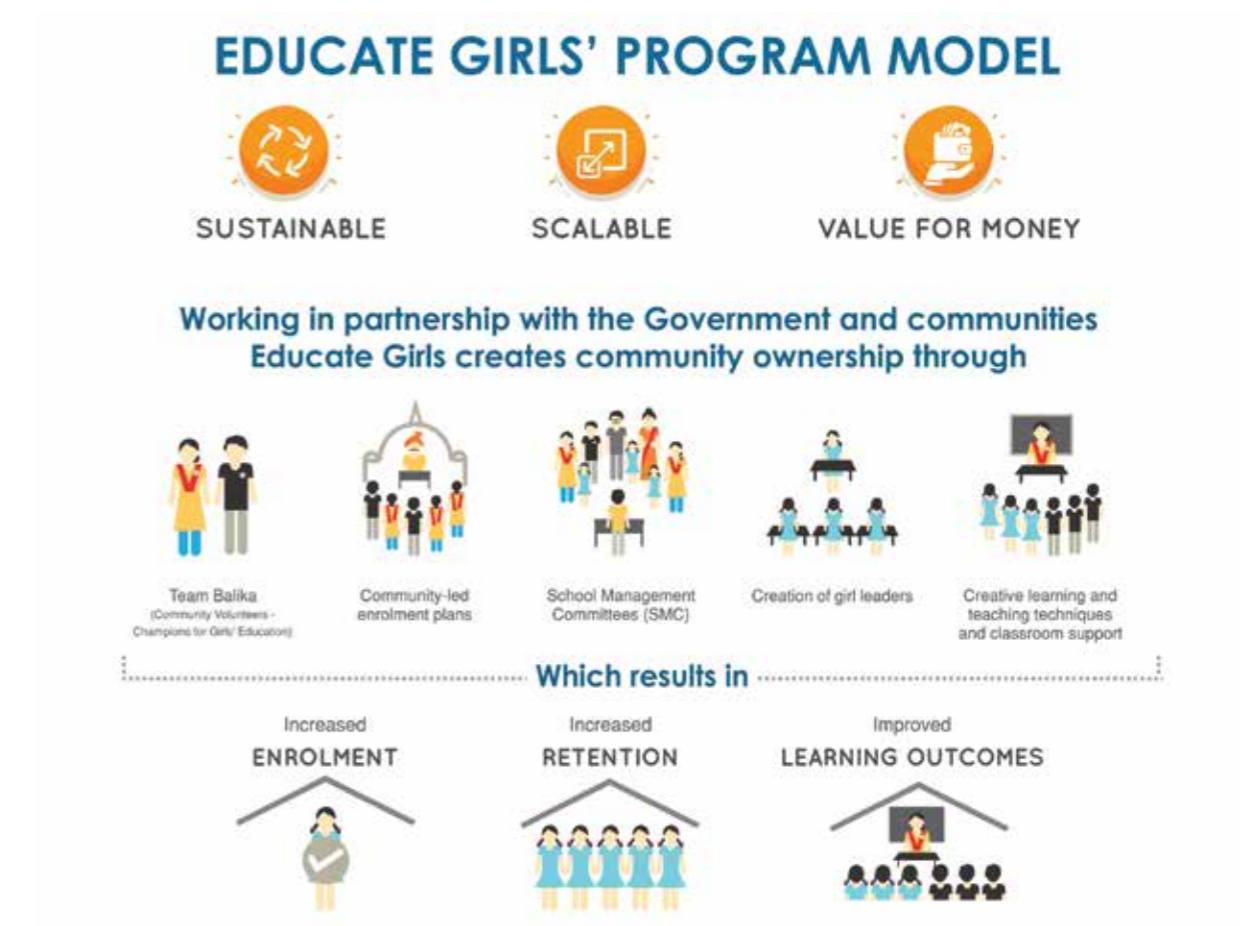 EDUCATE GIRLS' PROGRAM MODEL
SUSTAINABLE
SCALABLE
VALUE FOR MONEY
Working in partnership with the Government and communities
Educate Girls creates community ownership through
Team Balika
(Community Volunteers -
Champions for Girls' Education)
Community-led
enrolment plans
School Management
Committees (SMC)
Creation of girl leaders
Creative learning and
teaching techniques
and classroom support
Which results in
Increased
ENROLMENT
Increased
RETENTION
Improved
LEARNING OUTCOMES